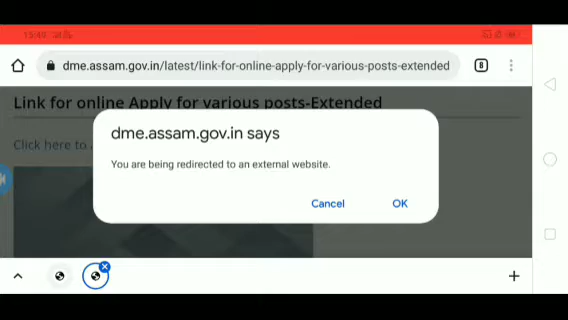 15:49
dme.assam.gov.in/latest/link-for-online-apply-for-various-posts-extended
8
Link for online Apply for various posts-Extended
Click here to
dme.assam.gov.in says
You are being redirected to an external website.
Cancel
OK